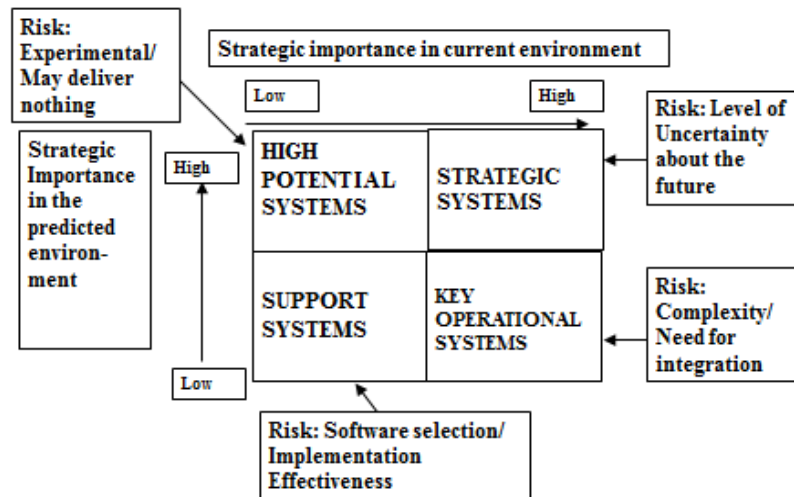 Risk:
Experimental/
May deliver
nothing
Strategic importance in current environment
Low
High
Risk: Level of
Uncertainty
about the
future
Strategic
Importance
in the
predicted
environ-
ment
High
HIGH
POTENTIAL
SYSTEMS
STRATEGIC
SYSTEMS
SUPPORT
SYSTEMS
KEY
OPERATIONAL
SYSTEMS
Risk:
Complexity/
Need for
integration
Low
Risk: Software selection/
Implementation
Effectiveness